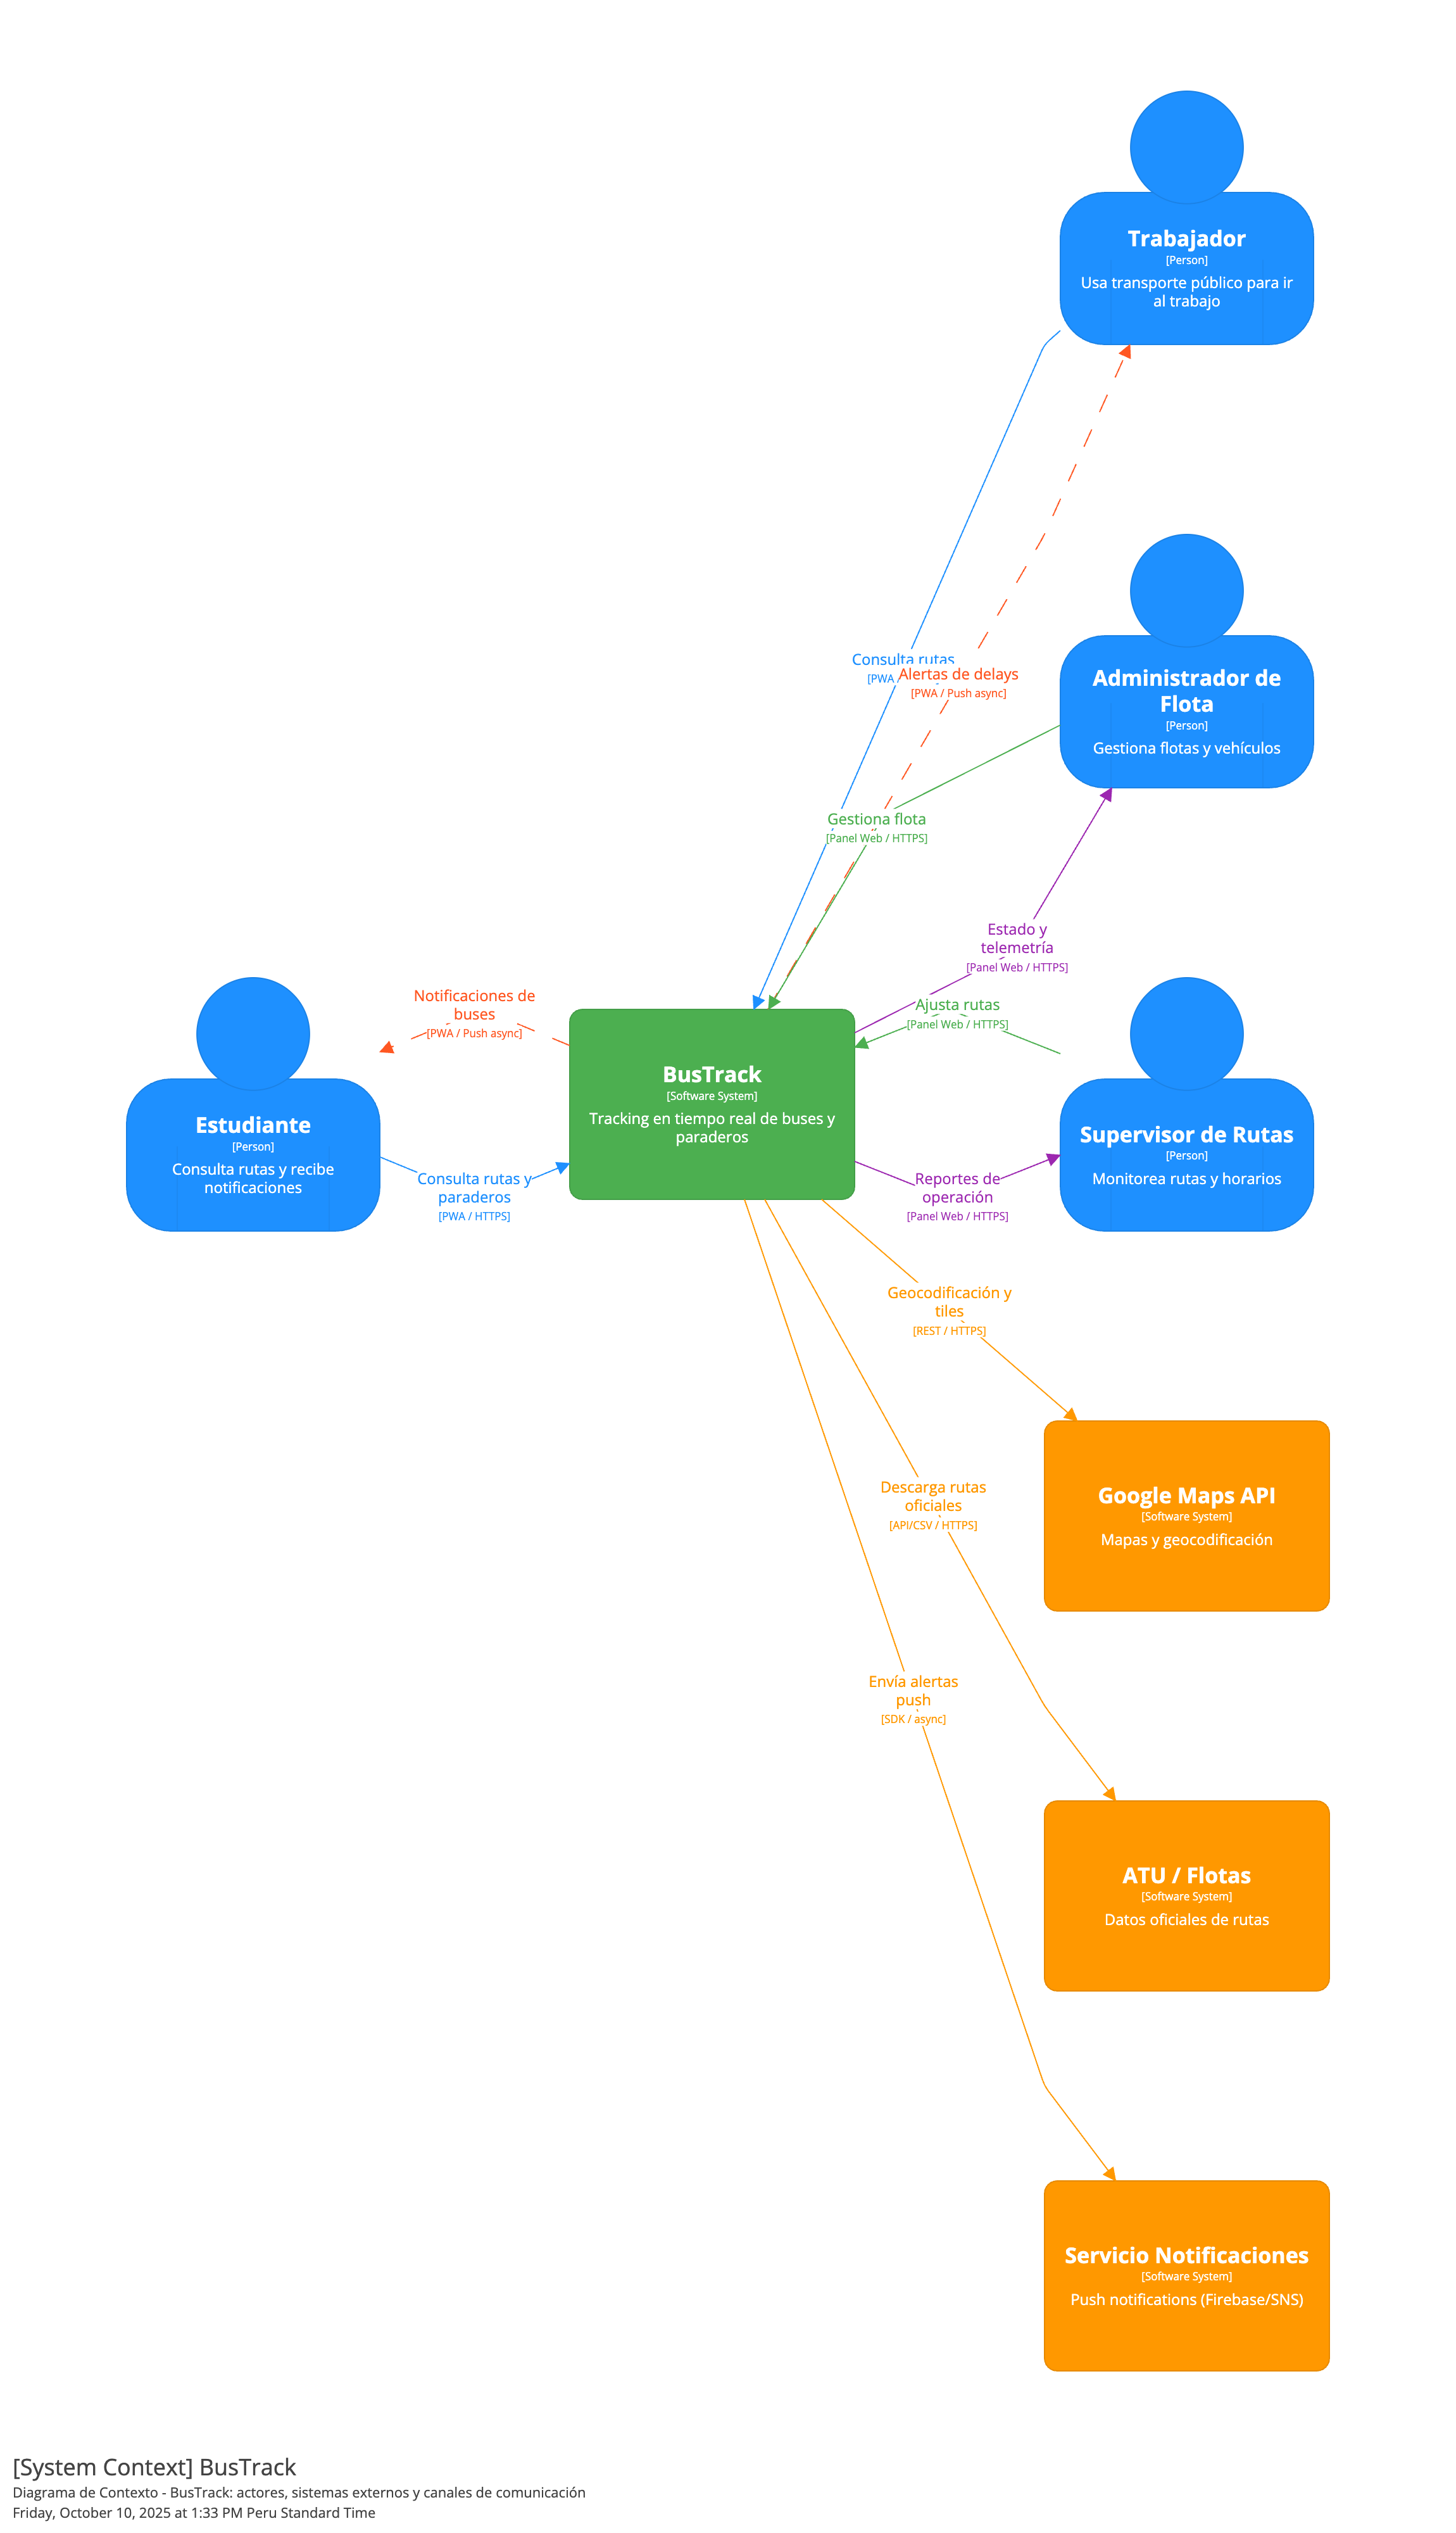 Trabajador
[Person]
Usa transporte público para ir
al trabajo
Consulta rutas
[PWA /
Alertas de delays
[PWA / Push async]
Administrador de
Flota
[Person]
Gestiona flotas y vehículos
Gestiona flota
[Panel Web / HTTPS]
Estado y
telemetría
[Panel Web / HTTPS]
Ajusta rutas
[Panel Web / HTTPS]
Notificaciones de
buses
[PWA / Push async]
Estudiante
[Person]
Consulta rutas y recibe
notificaciones
Consulta rutas y
paraderos
[PWA / HTTPS]
BusTrack
[Software System]
Tracking en tiempo real de buses y
paraderos
Reportes de
operación
[Panel Web / HTTPS]
Supervisor de Rutas
[Person]
Monitorea rutas y horarios
Geocodificación y
tiles
[REST / HTTPS]
Google Maps API
[Software System]
Mapas y geocodificación
Descarga rutas
oficiales
[API/CSV / HTTPS]
ATU / Flotas
[Software System]
Datos oficiales de rutas
Envía alertas
push
[SDK / async]
Servicio Notificaciones
[Software System]
Push notifications (Firebase/SNS)
[System Context] BusTrack
Diagrama de Contexto - BusTrack: actores, sistemas externos y canales de comunicación
Friday, October 10, 2025 at 1:33 PM Peru Standard Time